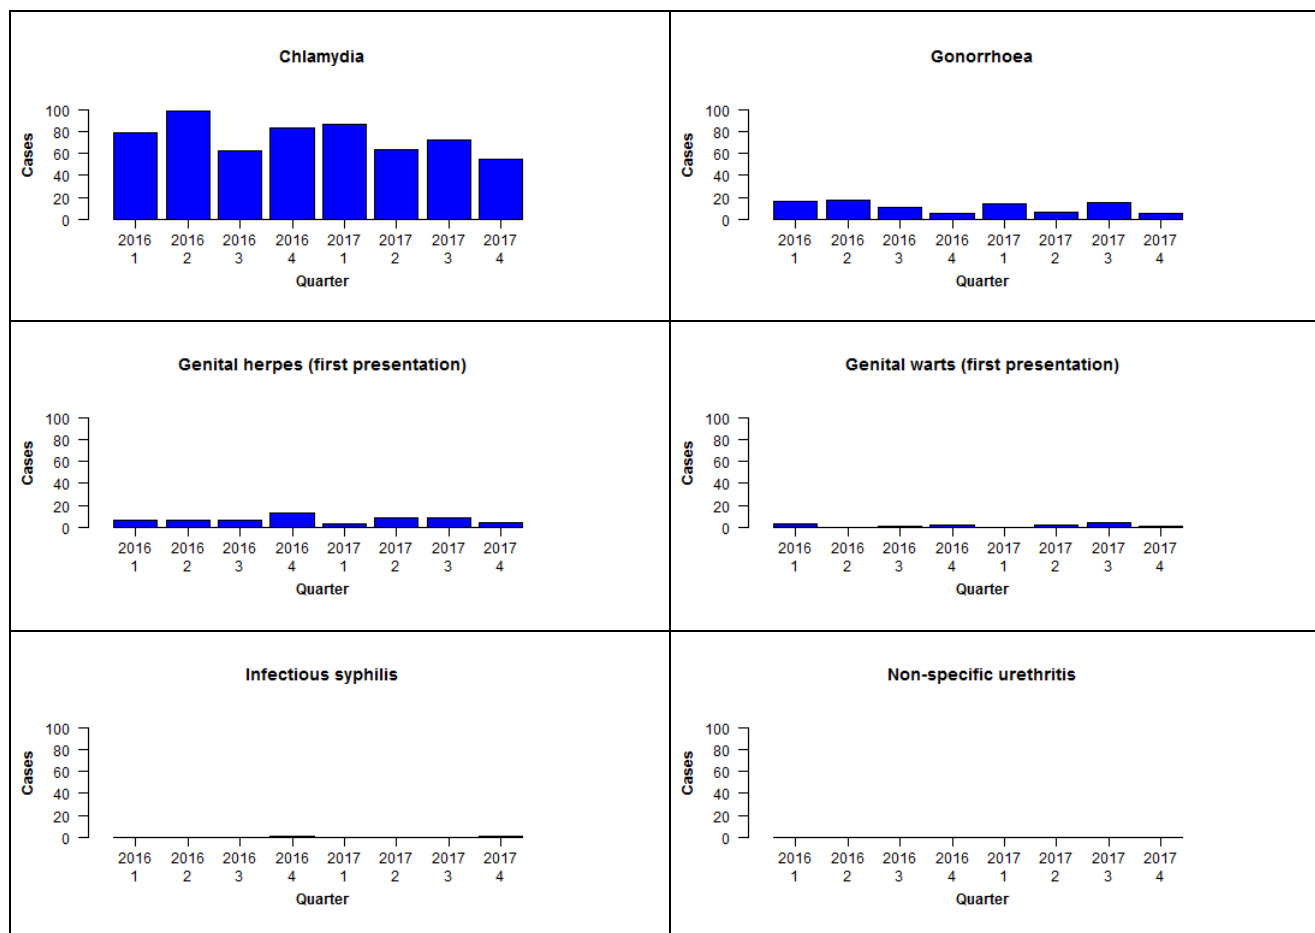 Chlamydia
Cases
100
80
60
40
20
0
2016 2016 2016 2016 2017 2017 2017 2017
1 2 3 4 1 2 3 4
Quarter
Gonorrhoea
Cases
100
80
60
40
20
0
2016 2016 2016 2016 2017 2017 2017 2017
1 2 3 4 1 2 3 4
Quarter
Genital herpes (first presentation)
Cases
100
80
60
40
20
0
2016 2016 2016 2016 2017 2017 2017 2017
1 2 3 4 1 2 3 4
Quarter
Genital warts (first presentation)
Cases
100
80
60
40
20
0
2016 2016 2016 2016 2017 2017 2017 2017
1 2 3 4 1 2 3 4
Quarter
Infectious syphilis
Cases
100
80
60
40
20
0
2016 2016 2016 2016 2017 2017 2017 2017
1 2 3 4 1 2 3 4
Quarter
Non-specific urethritis
Cases
100
80
60
40
20
0
2016 2016 2016 2016 2017 2017 2017 2017
1 2 3 4 1 2 3 4
Quarter